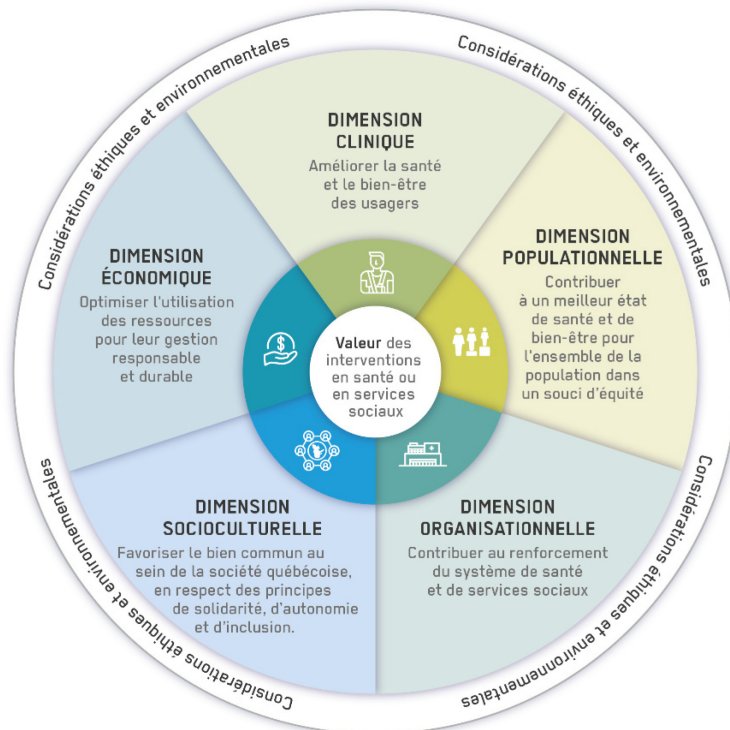 Considérations éthiques et environnementales
Considérations éthiques et environnementales
DIMENSION
CLINIQUE
Améliorer la santé
et le bien-être
des usagers
DIMENSION
POPULATIONNELLE
Contribuer
à un meilleur état
de santé et de
bien-être pour
l'ensemble de la
population dans
un souci d'équité
DIMENSION
ÉCONOMIQUE
Optimiser l'utilisation
des ressources
pour leur gestion
responsable
et durable
$
Valeur des
interventions
en santé ou
en services
sociaux
DIMENSION
SOCIOCULTURELLE
Favoriser le bien commun au
sein de la société québécoise,
en respect des principes
de solidarité, d'autonomie
et d'inclusion.
DIMENSION
ORGANISATIONNELLE
Contribuer au renforcement
du système de santé
et de services sociaux
Considérations éthiques et environnementales
Considérations éthiques et environnementales